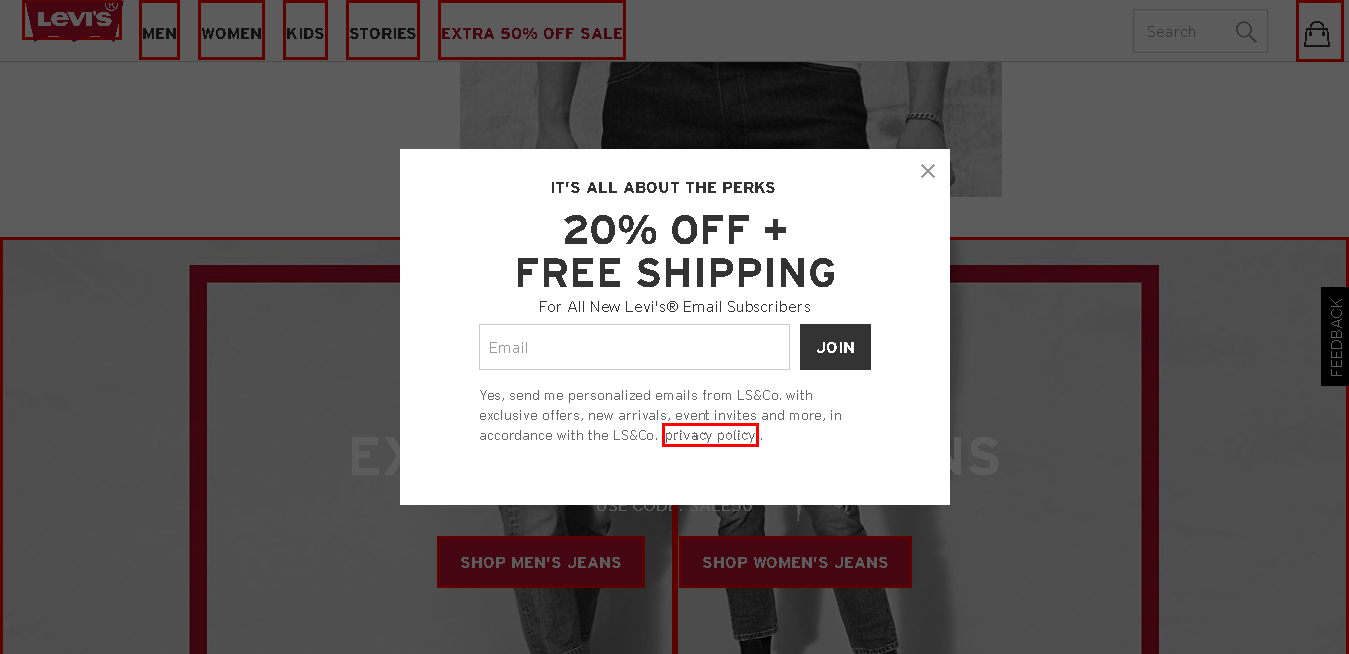 Levi's®
MEN
WOMEN
KIDS
STORIES
EXTRA 50% OFF SALE
Search
IT'S ALL ABOUT THE PERKS
20% OFF +
FREE SHIPPING
For All New Levi's® Email Subscribers
Email
JOIN
Yes, send me personalized emails from LS&Co. with
exclusive offers, new arrivals, event invites and more, in
accordance with the LS&Co. privacy policy.
FEEDBACK
USE CODE: SALE50
SHOP MEN'S JEANS
SHOP WOMEN'S JEANS